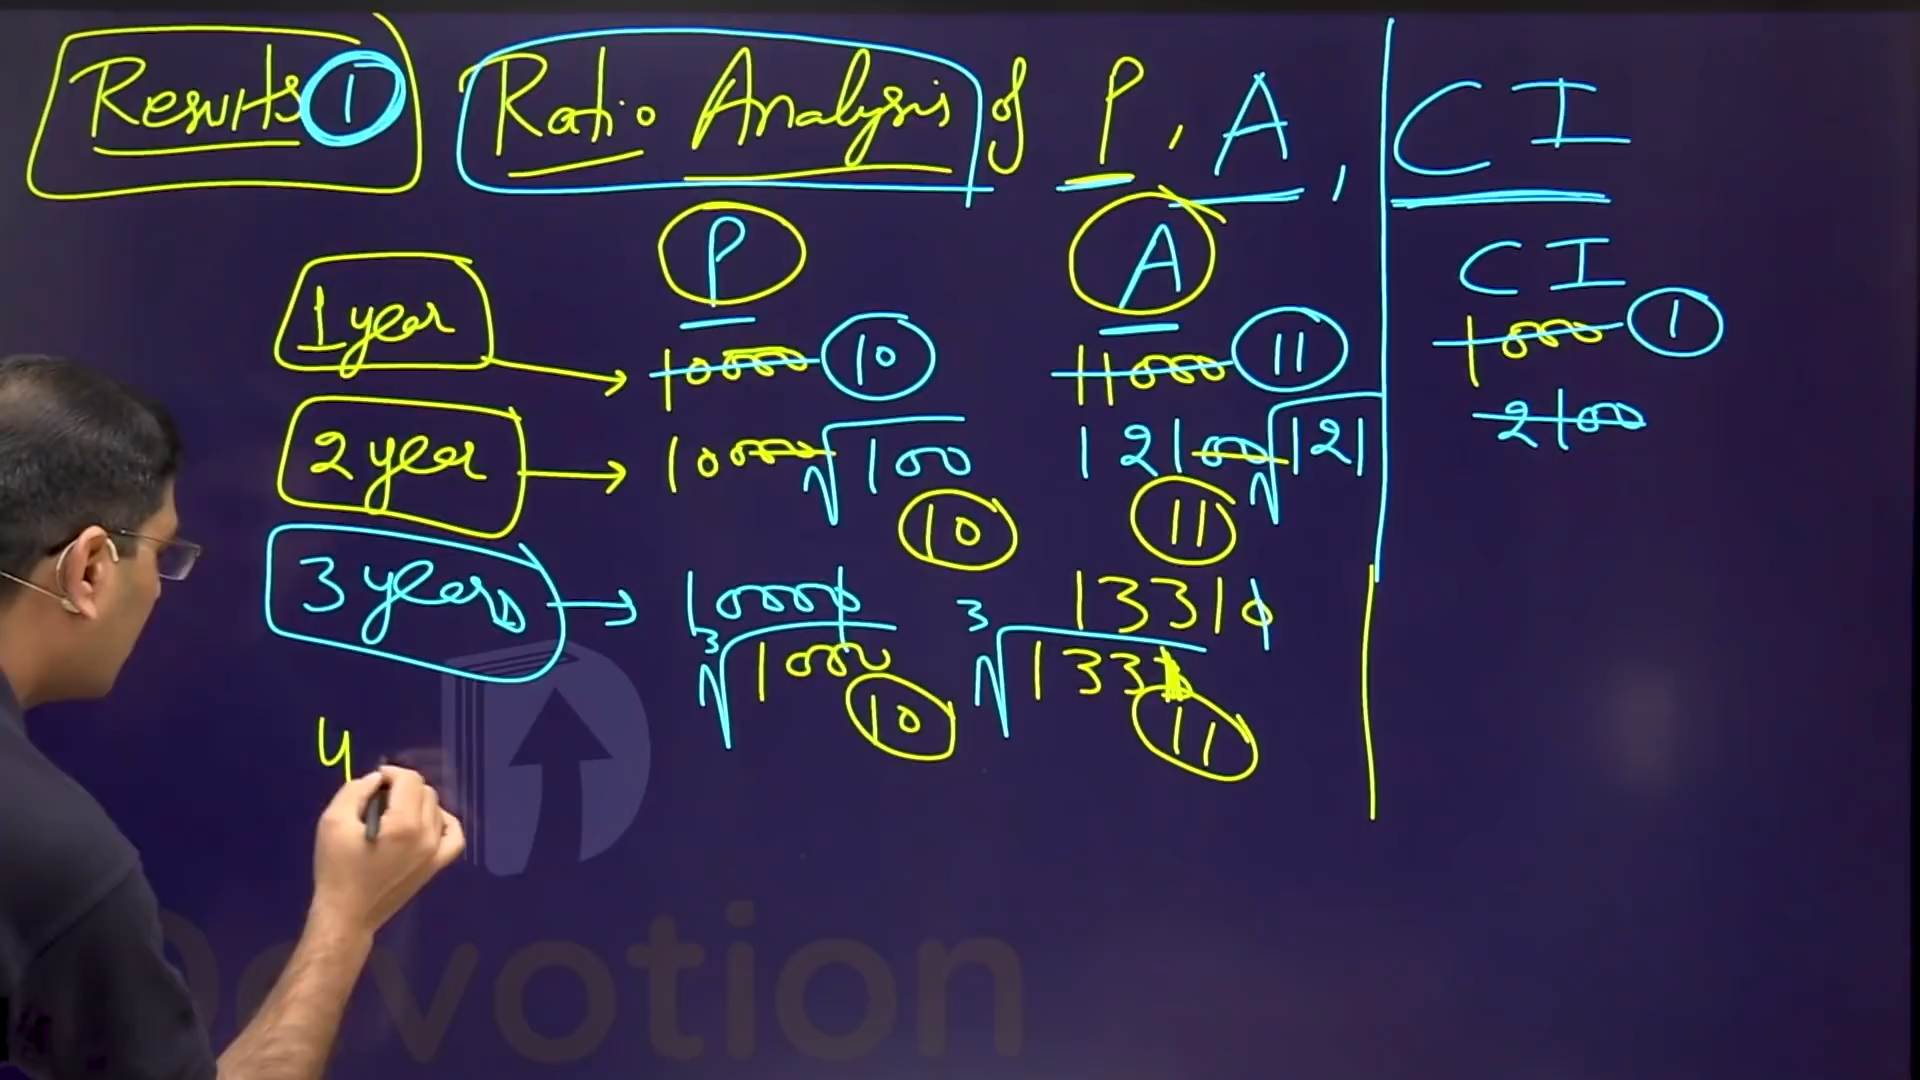 Results 1 Ratio Analysis of P, A, CI
P A CI
1 year → 10000 10 11000 11 1000 1
2 year → 10000 √100 12100 √121 2100
10 11
3 years → 10000 13310
³√1000 ³√1331
10 11
4
Devotion